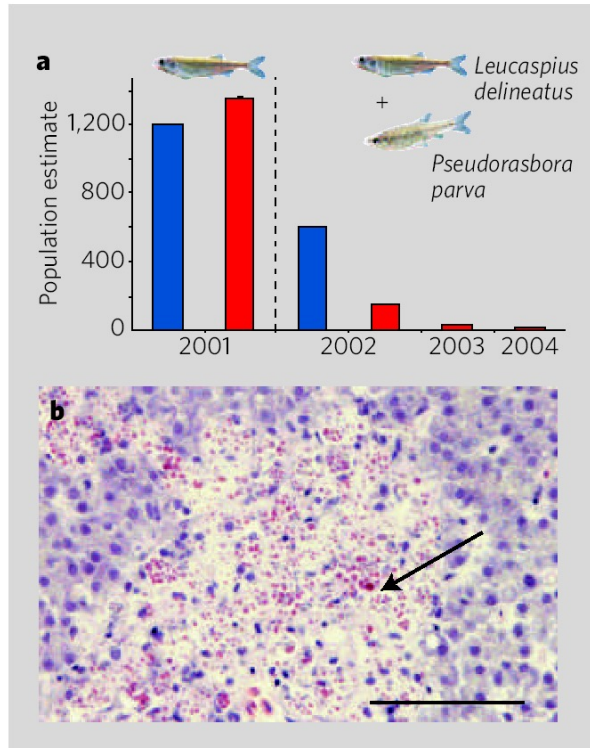 a
Leucaspius
delineatus
+
Pseudorasbora
parva
Population estimate
1,200
800
400
0
2001
2002
2003
2004
b